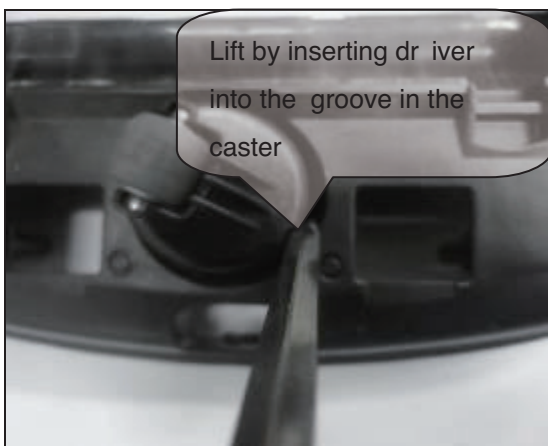 Lift by inserting dr iver
into the groove in the
caster